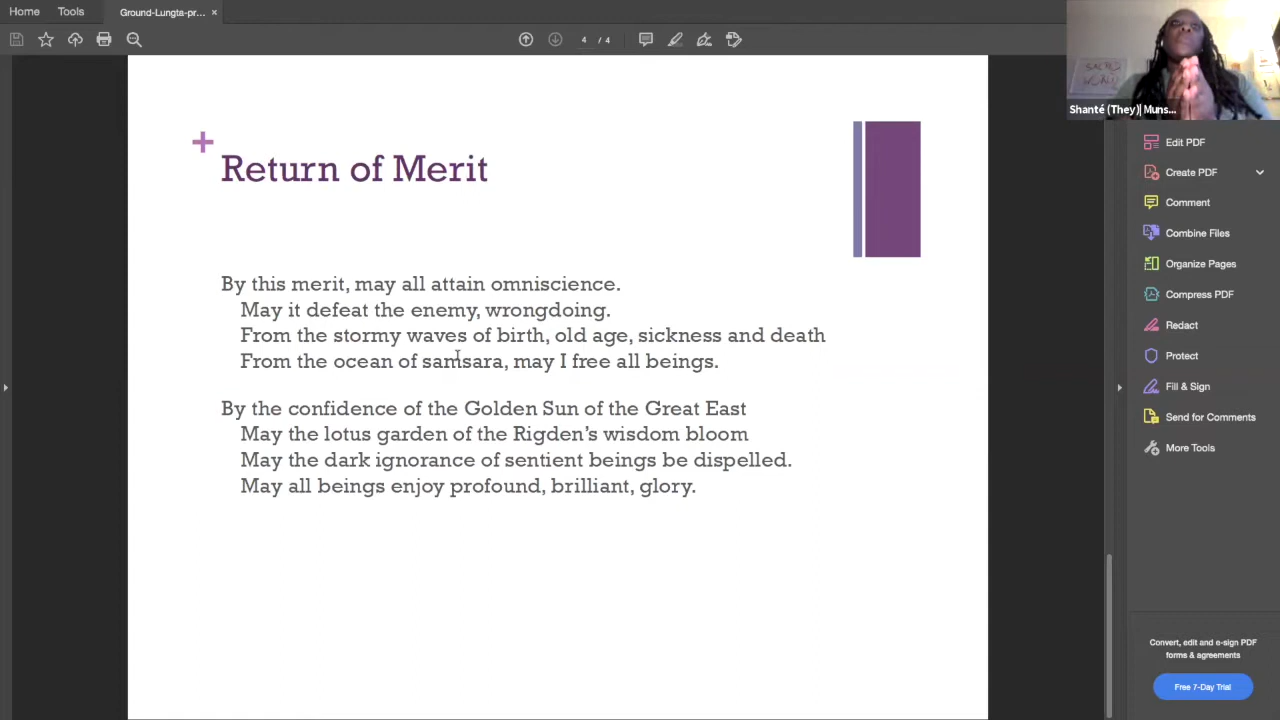 Home
Tools
Ground-Lungta-pr...
×
4 / 4
Shanté (They)| Muns...
Edit PDF
Create PDF
Comment
Combine Files
Organize Pages
Compress PDF
Redact
Protect
Fill & Sign
Send for Comments
More Tools
Convert, edit and e-sign PDF
forms & agreements
Free 7-Day Trial
+
Return of Merit
By this merit, may all attain omniscience.
May it defeat the enemy, wrongdoing.
From the stormy waves of birth, old age, sickness and death
From the ocean of samsara, may I free all beings.
By the confidence of the Golden Sun of the Great East
May the lotus garden of the Rigden’s wisdom bloom
May the dark ignorance of sentient beings be dispelled.
May all beings enjoy profound, brilliant, glory.
SACRED
WORLD